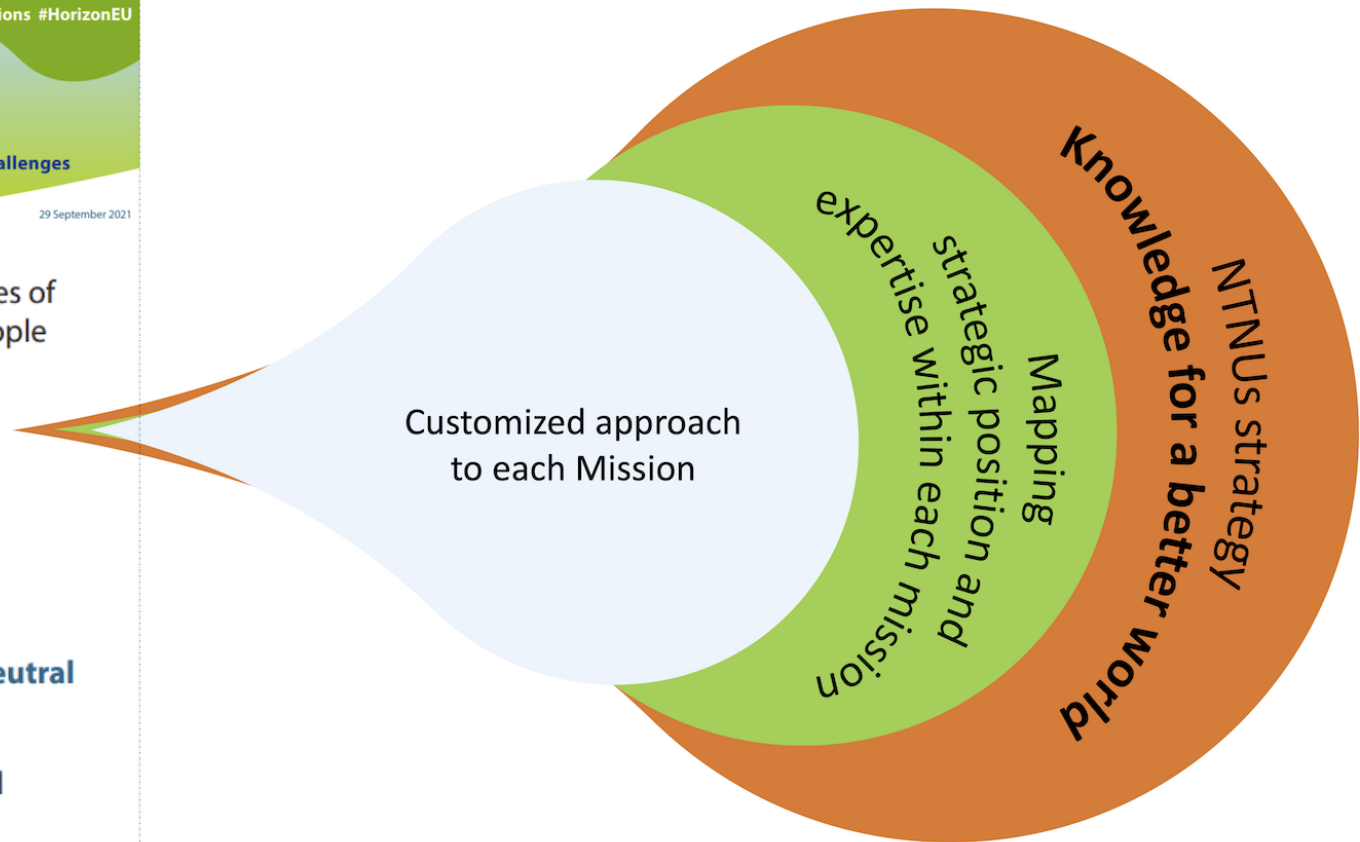 ions #HorizonEU
allenges
29 September 2021
es of
ople
eutral
Customized approach
to each Mission
Mapping
strategic position and
expertise within each mission
NTNUs strategy
Knowledge for a better world